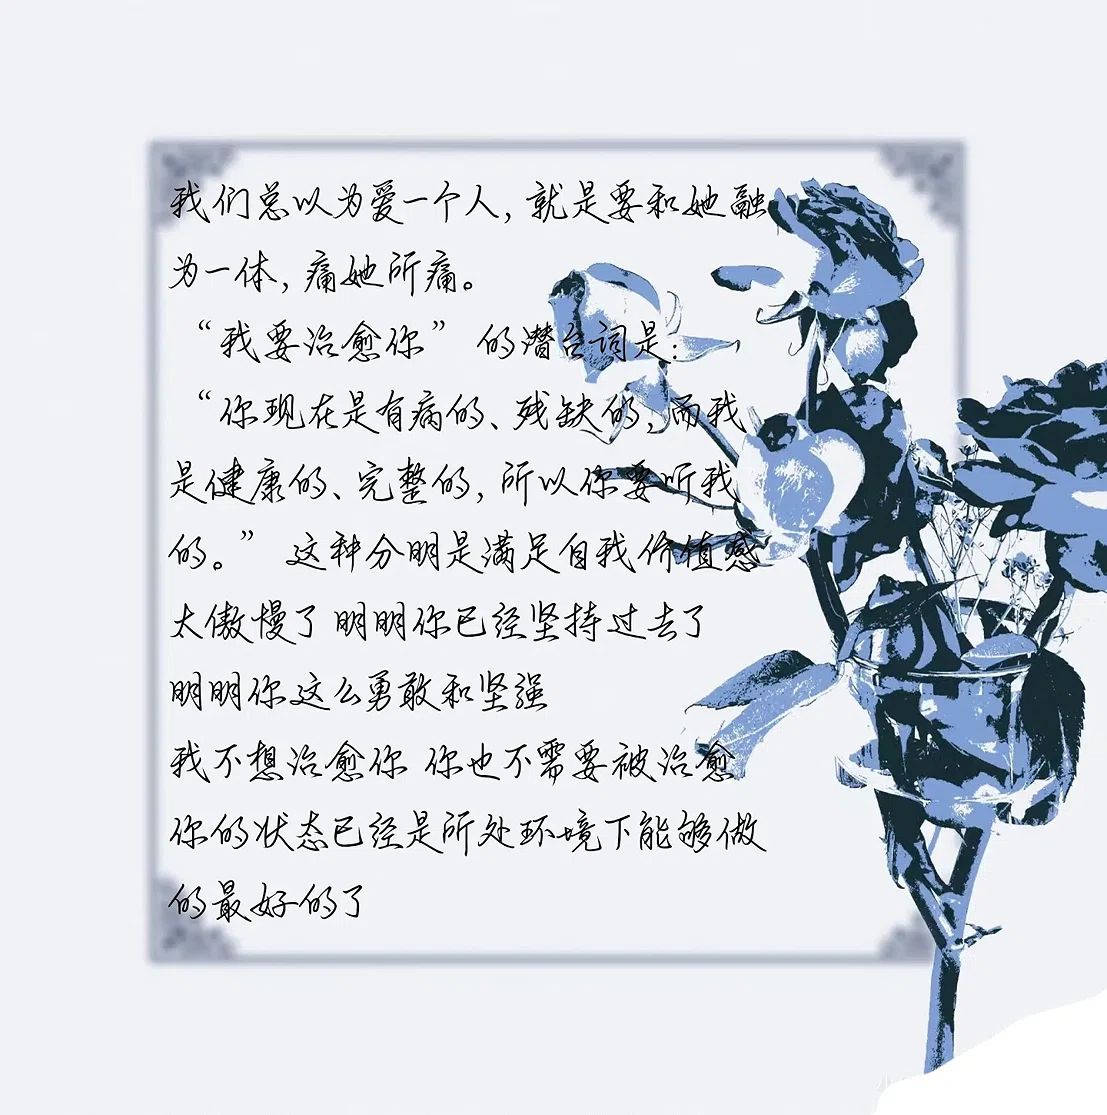 我们总以为爱一个人，就是要和她融
为一体，痛她所痛。
“我要治愈你”的潜台词是：
“你现在是有病的、残缺的，而我
是健康的、完整的，所以你要听我
的。”这种分明是满足自我价值感
太傲慢了 明明你已经坚持过去了
明明你这么勇敢和坚强
我不想治愈你 你也不需要被治愈
你的状态已经是所处环境下能够做
的最好的了